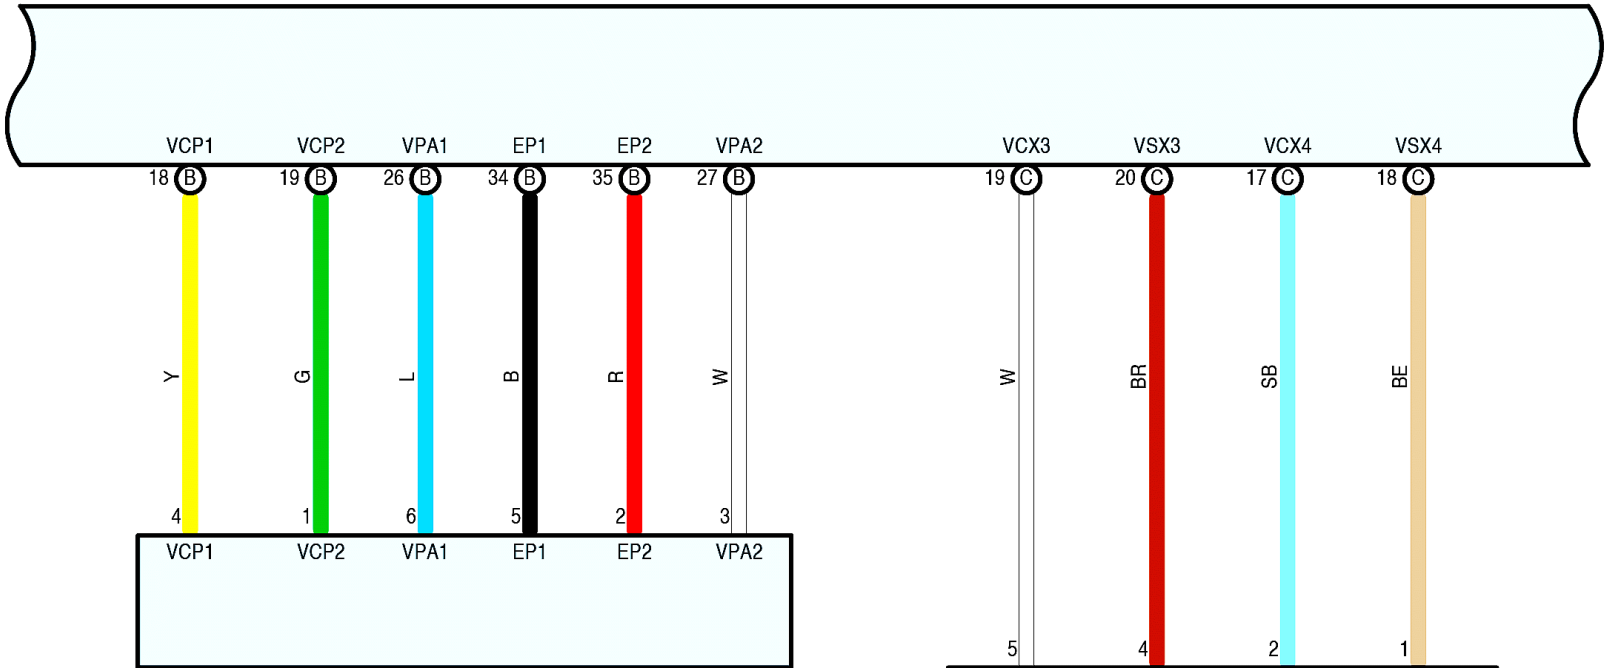 VCP1 VCP2 VPA1 EP1 EP2 VPA2 VCX3 VSX3 VCX4 VSX4
18 B 19 B 26 B 34 B 35 B 27 B 19 C 20 C 17 C 18 C
Y G L B R W W BR SB BE
4 1 6 5 2 3
VCP1 VCP2 VPA1 EP1 EP2 VPA2
5 4 2 1